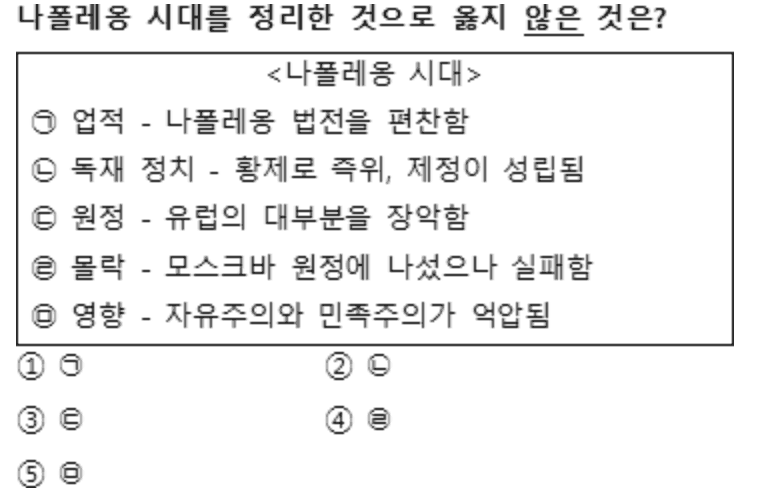 나폴레옹 시대를 정리한 것으로 옳지 않은 것은?
<나폴레옹 시대>
㉠ 업적 - 나폴레옹 법전을 편찬함
㉡ 독재 정치 - 황제로 즉위, 제정이 성립됨
㉢ 원정 - 유럽의 대부분을 장악함
㉣ 몰락 - 모스크바 원정에 나섰으나 실패함
㉤ 영향 - 자유주의와 민족주의가 억압됨
① ㉠ ② ㉡
③ ㉢ ④ ㉣
⑤ ㉤